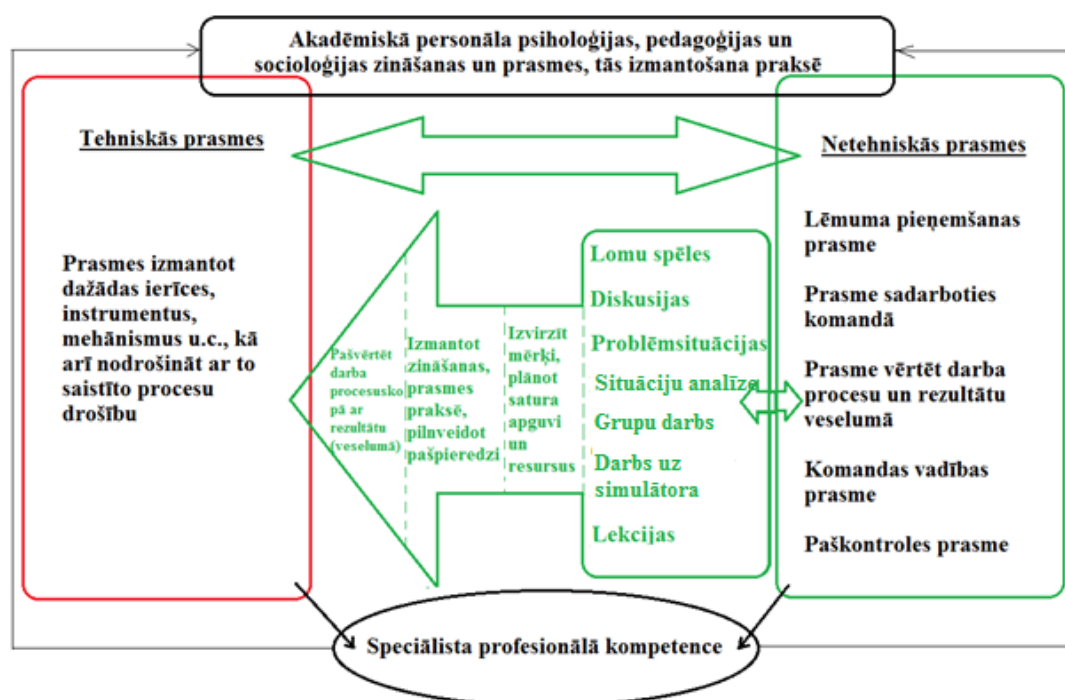 Akadēmiskā personāla psiholoģijas, pedagoģijas un
socioloģijas zināšanas un prasmes, tās izmantošana praksē
Tehniskās prasmes
Prasmes izmantot
dažādas ierīces,
instrumentus,
mehānismus u.c., kā
arī nodrošināt ar to
saistīto procesu
drošību
Pašvērtēt
darba
procesusko
pā ar
rezultātu
(veselumā)
Izmantot
zināšanas,
prasmes
praksē,
pilnveidot
pašpieredzi
Izvirzīt
mērķi,
plānot
satura
apguvi
un
resursus
Lomu spēles
Diskusijas
Problēmsituācijas
Situāciju analīze
Grupu darbs
Darbs uz
simulātora
Lekcijas
Netehniskās prasmes
Lēmuma pieņemšanas
prasme
Prasme sadarboties
komandā
Prasme vērtēt darba
procesu un rezultātu
veselumā
Komandas vadības
prasme
Paškontroles prasme
Speciālista profesionālā kompetence